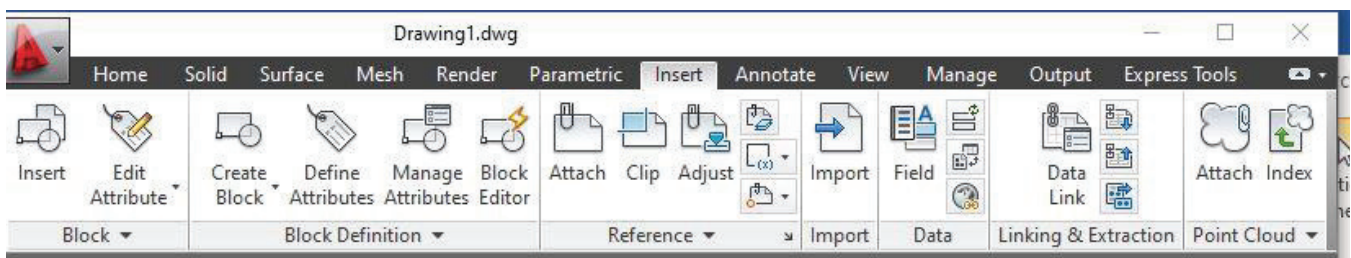 Drawing1.dwg
Home Solid Surface Mesh Render Parametric Insert Annotate View Manage Output Express Tools
Insert Edit Attribute Create Block Define Attributes Manage Attributes Block Editor Attach Clip Adjust (x) Import Field A Data Link Attach Index
Block Block Definition Reference Import Data Linking & Extraction Point Cloud